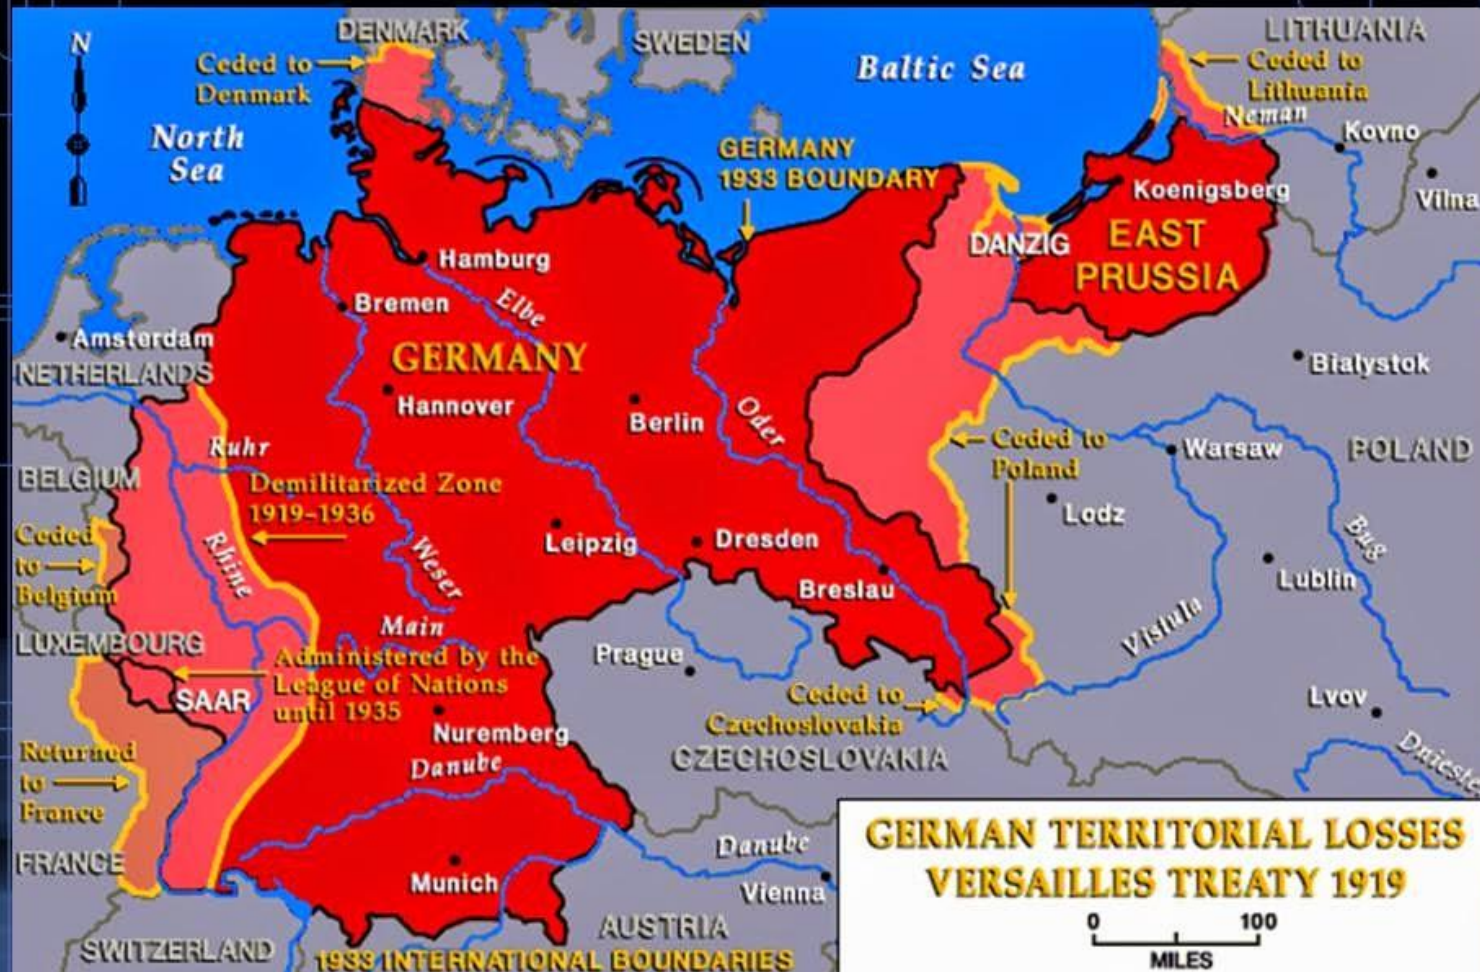 N
DENMARK
SWEDEN
LITHUANIA
Ceded to
Denmark
Baltic Sea
Ceded to
Lithuania
North
Sea
Neman
Kovno
GERMANY
1933 BOUNDARY
Koenigsberg
Vilna
DANZIG
EAST
PRUSSIA
Hamburg
Elbe
Bremen
Amsterdam
NETHERLANDS
GERMANY
Bialystok
Hannover
Berlin
Oder
Ruhr
Ceded to
Poland
Warsaw
POLAND
BELGIUM
Demilitarized Zone
1919-1936
Lodz
Ceded
to
Belgium
Rhine
Leipzig
Weser
Dresden
Breslau
Bug
Lublin
LUXEMBOURG
Main
Prague
Vistula
Administered by the
League of Nations
until 1935
SAAR
Ceded to
Czechoslovakia
Lvov
Nuremberg
Returned
to
France
Danube
CZECHOSLOVAKIA
Dnieste
FRANCE
Munich
Danube
Vienna
GERMAN TERRITORIAL LOSSES
VERSAILLES TREATY 1919
0 100
MILES
SWITZERLAND
AUSTRIA
1933 INTERNATIONAL BOUNDARIES